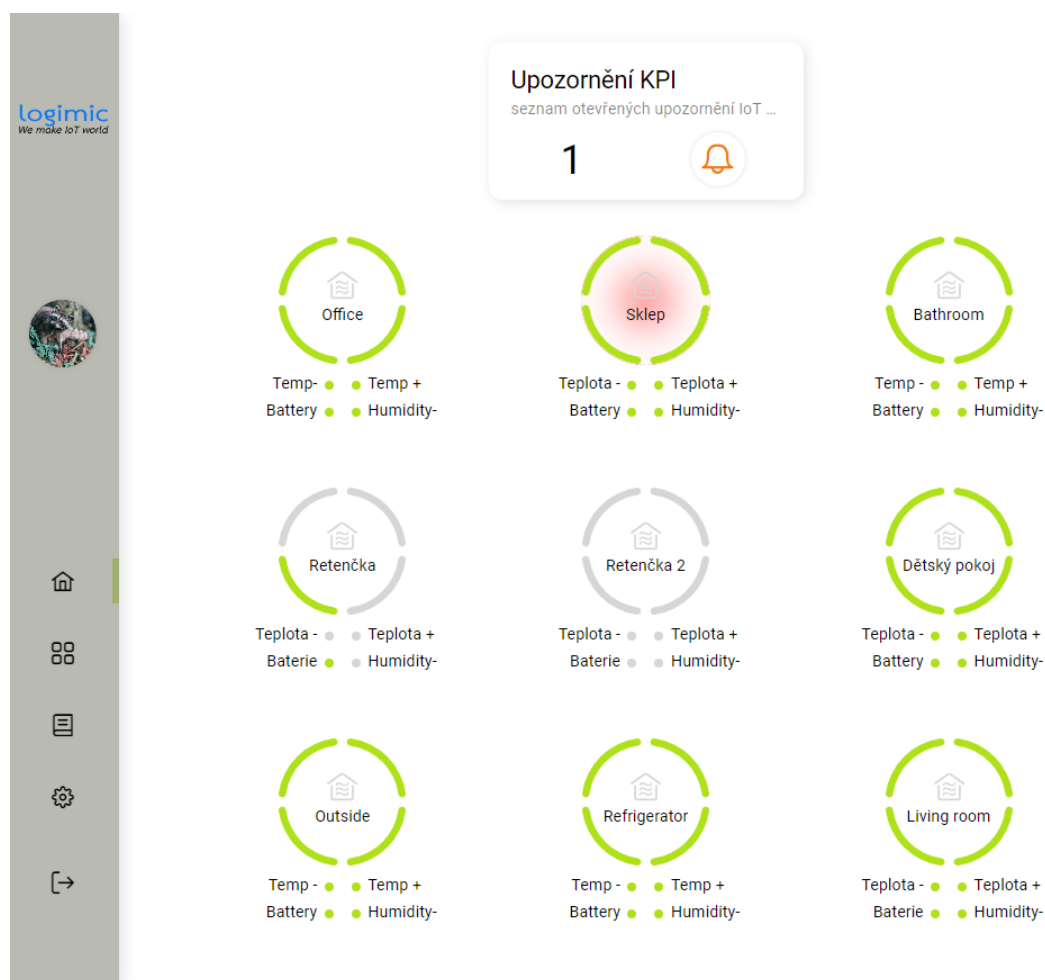 logimic
We make IoT world
Upozornění KPI
seznam otevřených upozornění IoT ...
1
Office
Temp- Temp +
Battery Humidity-
Sklep
Teplota - Teplota +
Battery Humidity-
Bathroom
Temp - Temp +
Battery Humidity-
Retenčka
Teplota - Teplota +
Baterie Humidity-
Retenčka 2
Teplota - Teplota +
Baterie Humidity-
Dětský pokoj
Teplota - Teplota +
Battery Humidity-
Outside
Temp - Temp +
Battery Humidity-
Refrigerator
Temp - Temp +
Battery Humidity-
Living room
Teplota - Teplota +
Baterie Humidity-